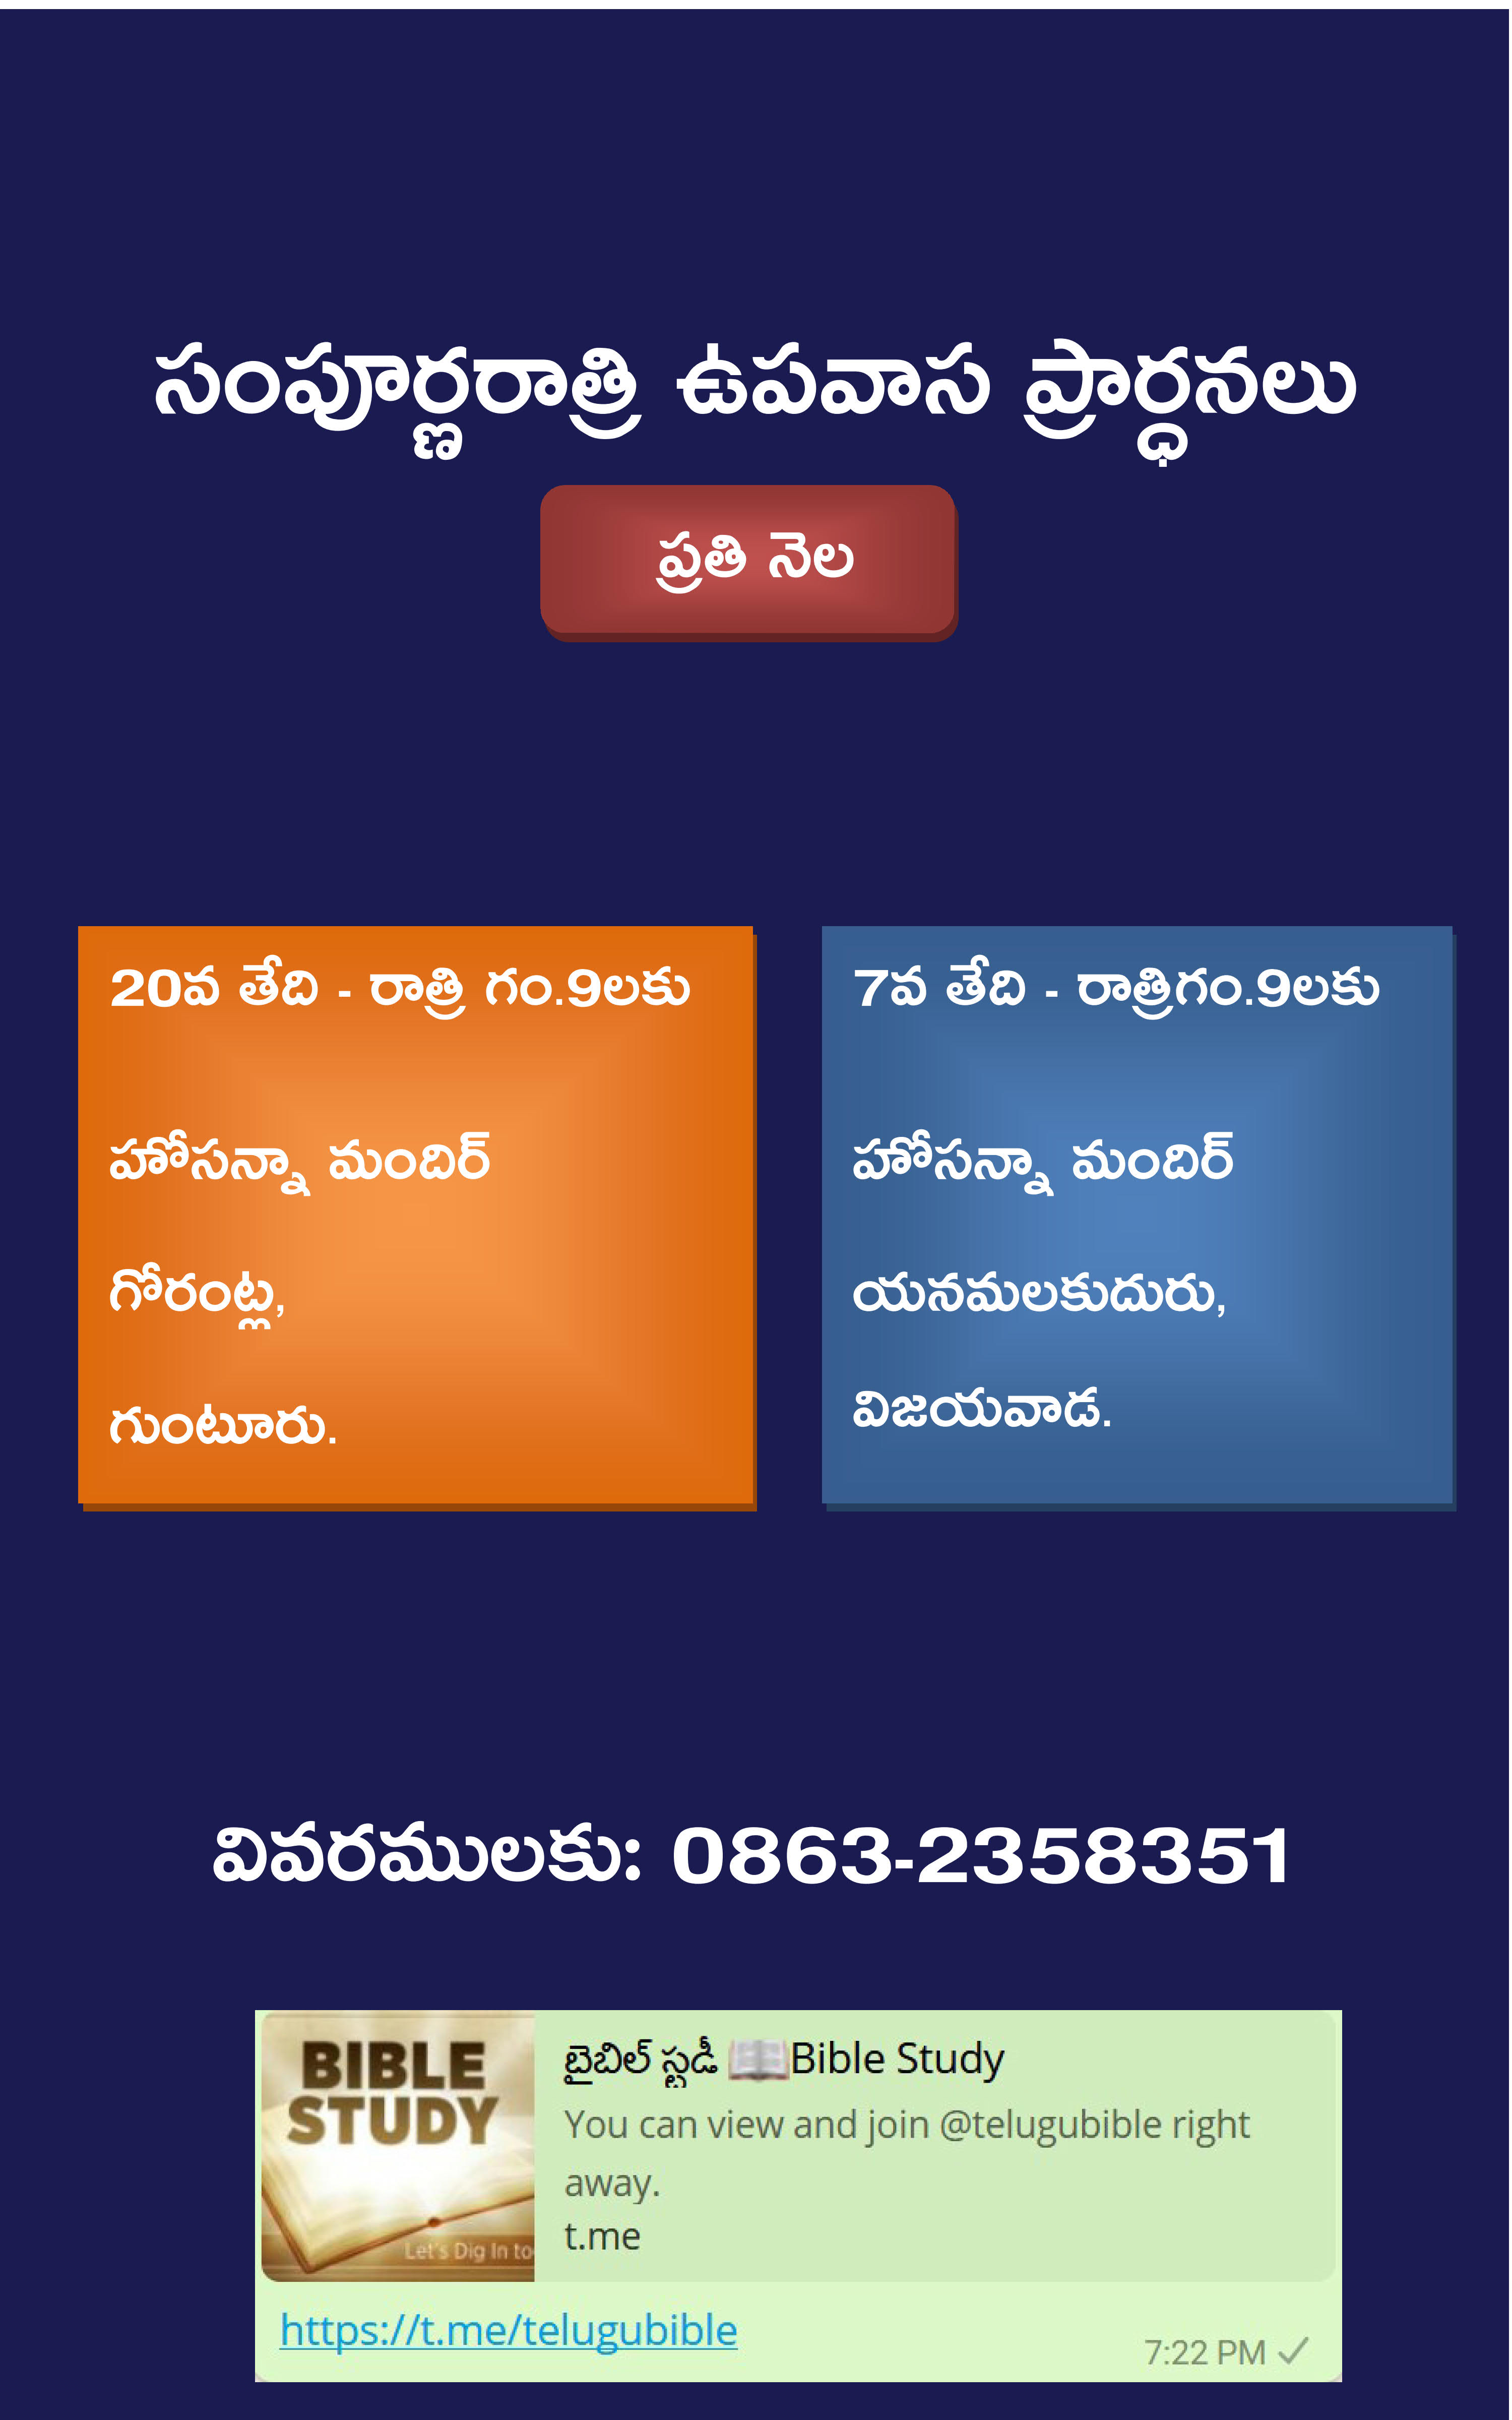 సంపూర్ణరాత్రి ఉపవాస ప్రార్ధనలు
ప్రతి నెల
20వ తేది - రాత్రి గం.9లకు
హోసన్నా మందిర్
గోరంట్ల,
గుంటూరు.
7వ తేది - రాత్రిగం.9లకు
హోసన్నా మందిర్
యనమలకుదురు,
విజయవాడ.
వివరములకు: 0863-2358351
BIBLE
STUDY
Let's Dig In to
బైబిల్ స్టడీ 📖Bible Study
You can view and join @telugubible right
away.
t.me
https://t.me/telugubible
7:22 PM ✓